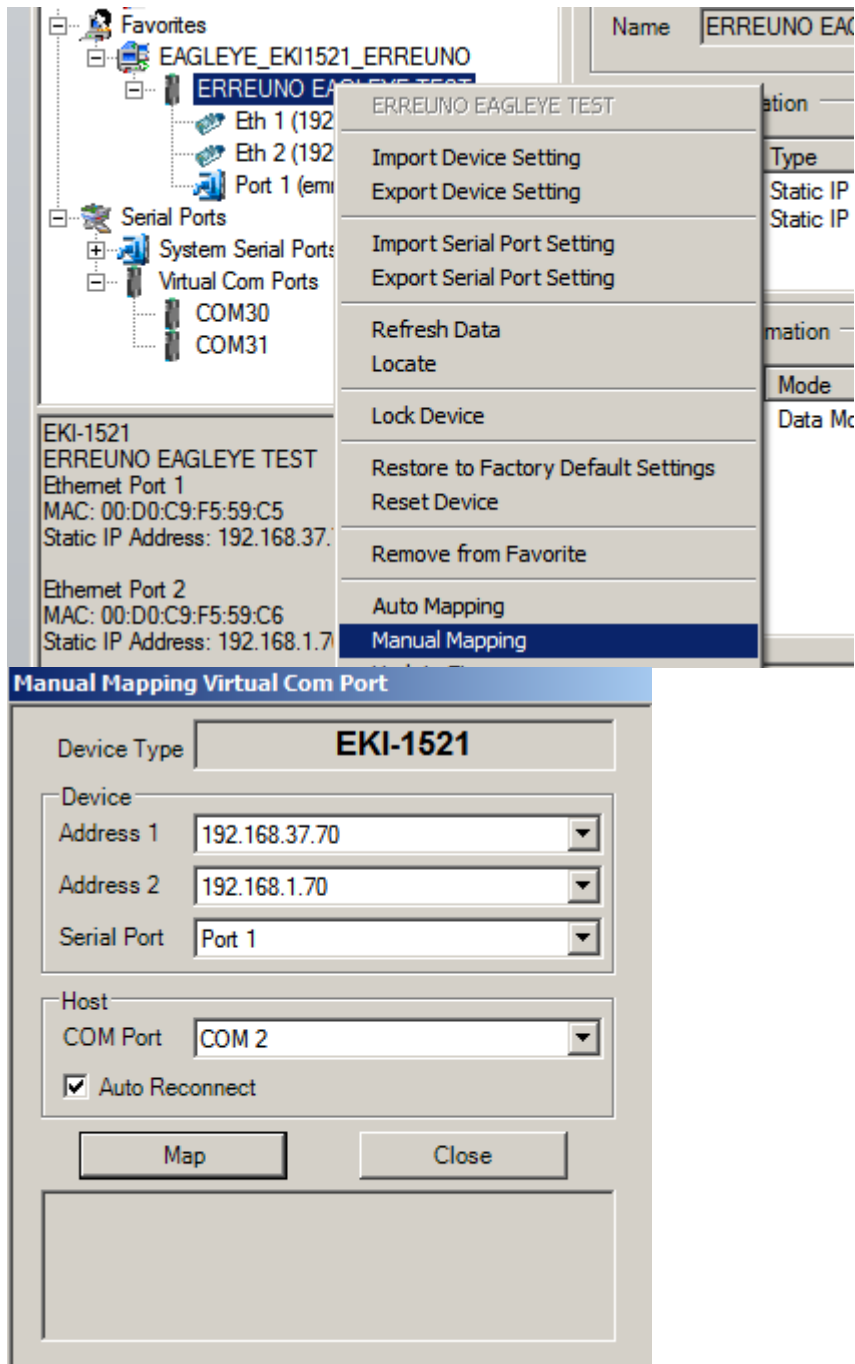 Favorites
EAGLEYE_EKI1521_ERREUNO
ERREUNO
Eth 1 (192
Eth 2 (192
Port 1
Serial Ports
System Serial Ports
Virtual Com Ports
COM30
COM31
EKI-1521
ERREUNO EAGLEYE TEST
Ethernet Port 1
MAC: 00:D0:C9:F5:59:C5
Static IP Address: 192.168.37.
Ethernet Port 2
MAC: 00:D0:C9:F5:59:C6
Static IP Address: 192.168.1.7
ERREUNO EAGLEYE TEST
Import Device Setting
Export Device Setting
Import Serial Port Setting
Export Serial Port Setting
Refresh Data
Locate
Lock Device
Restore to Factory Default Settings
Reset Device
Remove from Favorite
Auto Mapping
Manual Mapping
Name ERREUNO EAG
ation
Type
Static IP
Static IP
mation
Mode
Data Mo
Manual Mapping Virtual Com Port
Device Type EKI-1521
Device
Address 1 192.168.37.70
Address 2 192.168.1.70
Serial Port Port 1
Host
COM Port COM 2
Auto Reconnect
Map Close